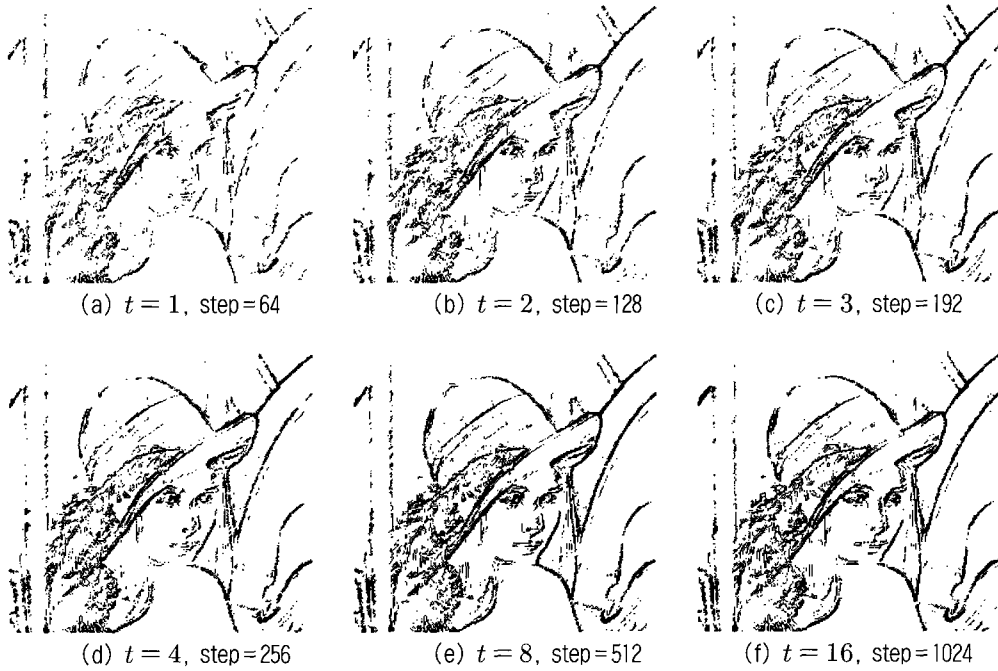 (a) t = 1, step=64
(b) t = 2, step=128
(c) t = 3, step=192
(d) t = 4, step=256
(e) t = 8, step=512
(f) t = 16, step=1024